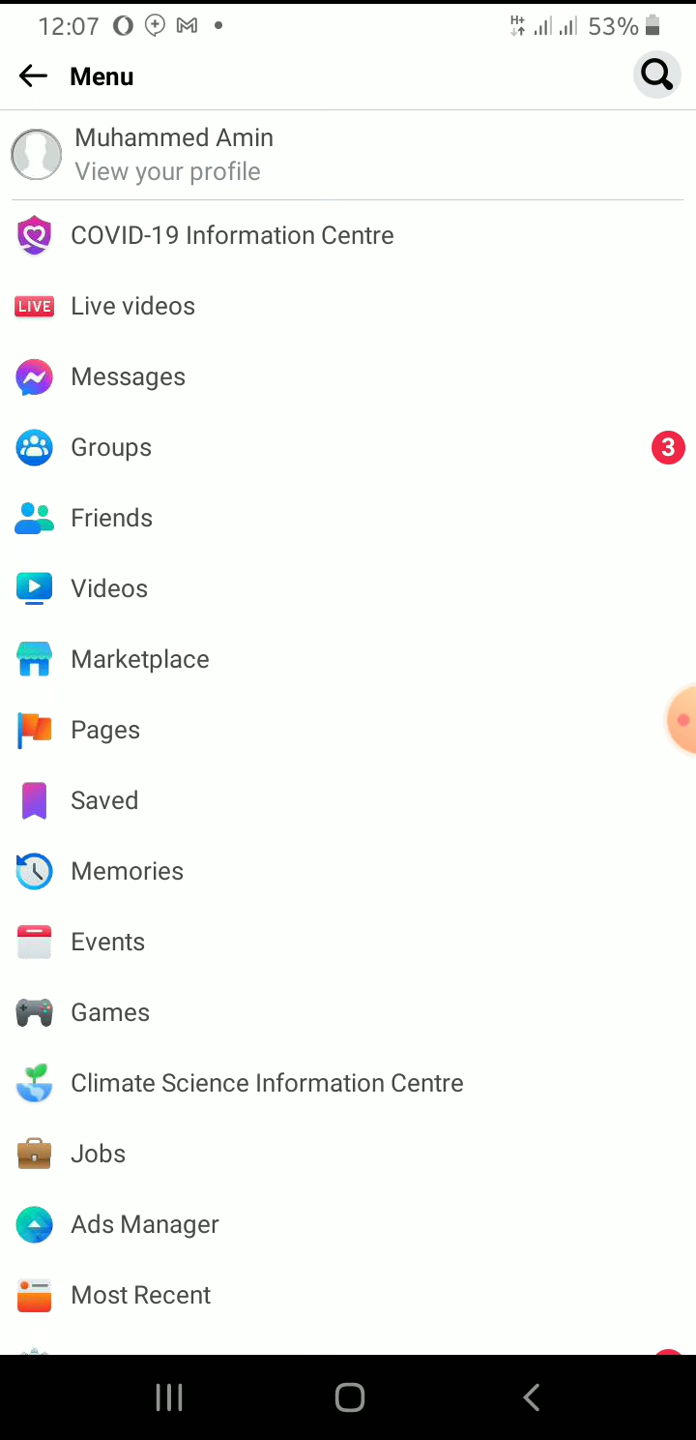 12:07 53%
Menu
Muhammed Amin
View your profile
COVID-19 Information Centre
LIVE Live videos
Messages
Groups 3
Friends
Videos
Marketplace
Pages
Saved
Memories
Events
Games
Climate Science Information Centre
Jobs
Ads Manager
Most Recent